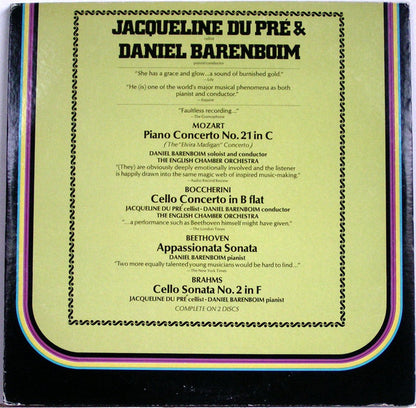 JACQUELINE DU PRÉ &
cellist
DANIEL BARENBOIM
pianist/conductor
"She has a grace and glow...a sound of burnished gold."
—Life
"He (is) one of the world's major musical phenomena as both
pianist and conductor."
—Esquire
"Faultless recording..."
—The Gramophone
MOZART
Piano Concerto No. 21 in C
(The "Elvira Madigan" Concerto)
DANIEL BARENBOIM soloist and conductor
THE ENGLISH CHAMBER ORCHESTRA
"[They] are obviously deeply emotionally involved and the listener
is happily drawn into the same magic web of inspired music-making."
—Audio Record Review
BOCCHERINI
Cello Concerto in B flat
JACQUELINE DU PRÉ cellist • DANIEL BARENBOIM conductor
THE ENGLISH CHAMBER ORCHESTRA
"...a performance such as Beethoven himself might have given."
—The London Times
BEETHOVEN
Appassionata Sonata
DANIEL BARENBOIM pianist
"Two more equally talented young musicians would be hard to find..."
—The New York Times
BRAHMS
Cello Sonata No. 2 in F
JACQUELINE DU PRÉ cellist • DANIEL BARENBOIM pianist
COMPLETE ON 2 DISCS